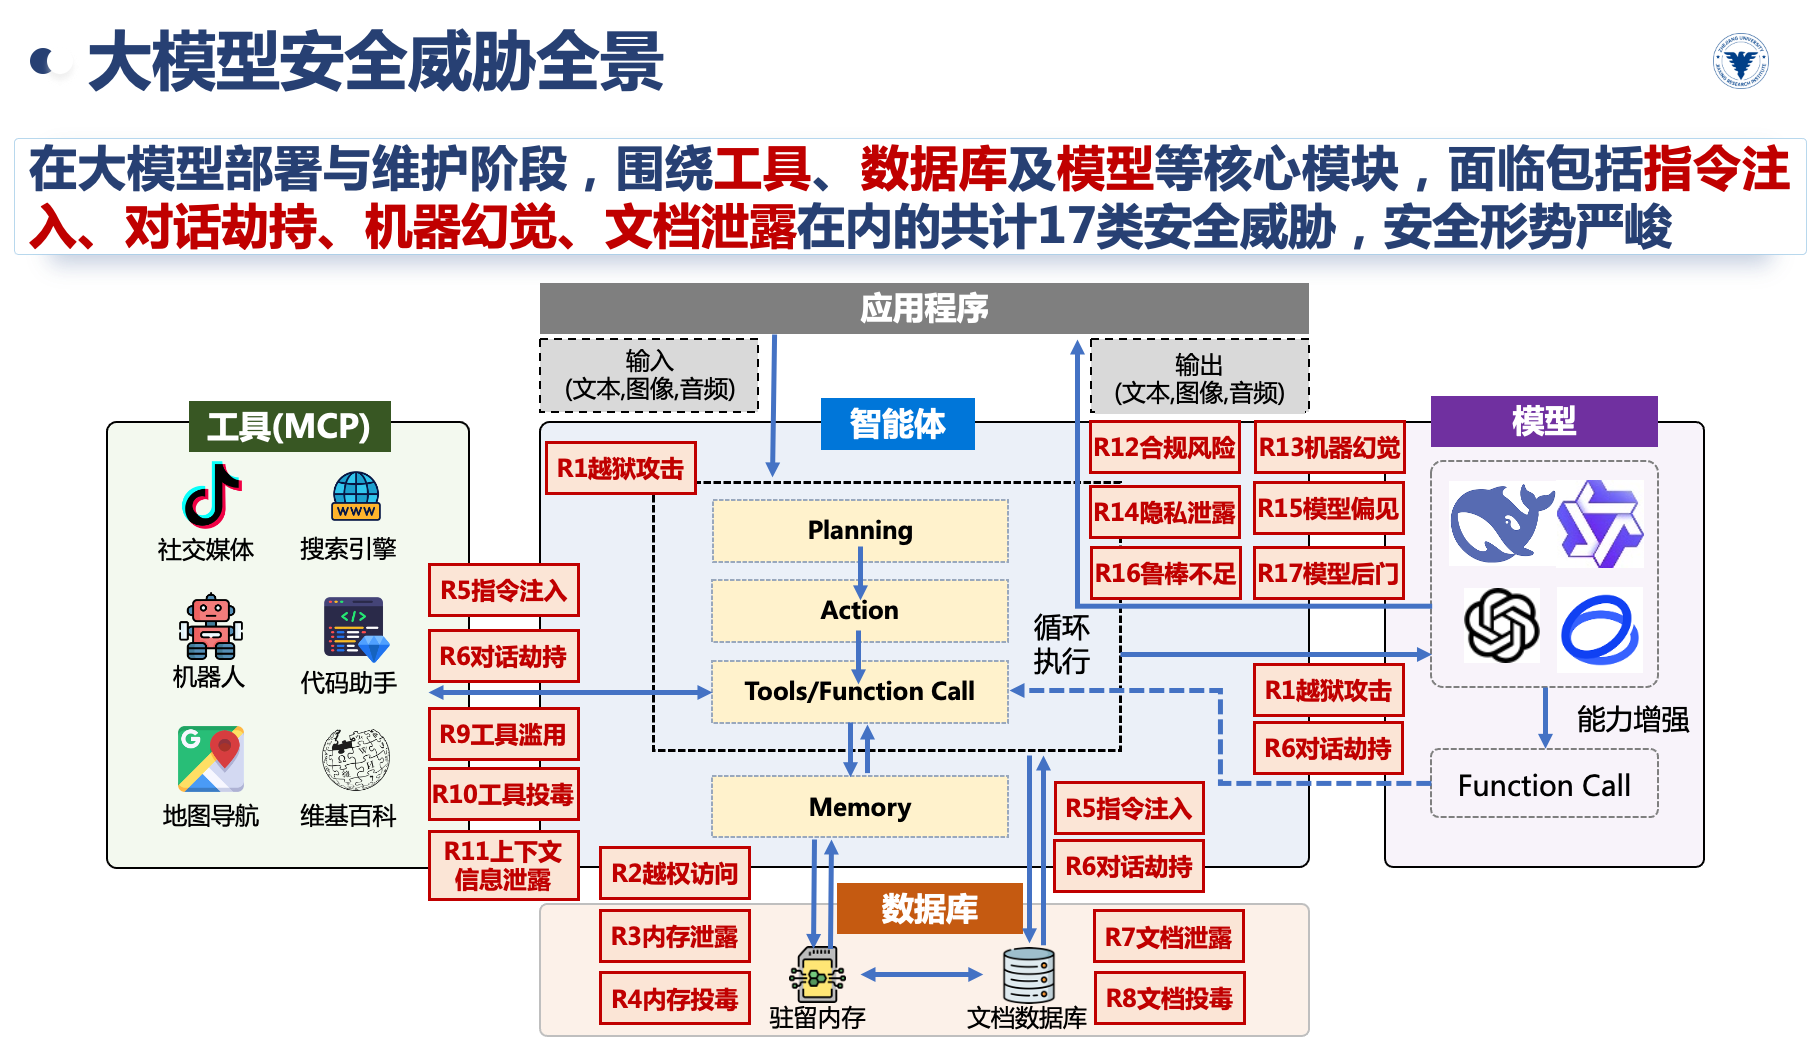 大模型安全威胁全景
ZHEJIANG UNIVERSITY
在大模型部署与维护阶段，围绕工具、数据库及模型等核心模块，面临包括指令注
入、对话劫持、机器幻觉、文档泄露在内的共计17类安全威胁，安全形势严峻
应用程序
输入
(文本,图像,音频)
输出
(文本,图像,音频)
工具(MCP)
社交媒体
WWW
搜索引擎
机器人
</>
代码助手
G
地图导航
维基百科
R5指令注入
R6对话劫持
R9工具滥用
R10工具投毒
R11上下文
信息泄露
智能体
R1越狱攻击
Planning
Action
Tools/Function Call
Memory
循环
执行
R12合规风险
R13机器幻觉
R14隐私泄露
R15模型偏见
R16鲁棒不足
R17模型后门
模型
能力增强
Function Call
R1越狱攻击
R6对话劫持
R5指令注入
R6对话劫持
数据库
R2越权访问
R3内存泄露
R4内存投毒
驻留内存
文档数据库
R7文档泄露
R8文档投毒